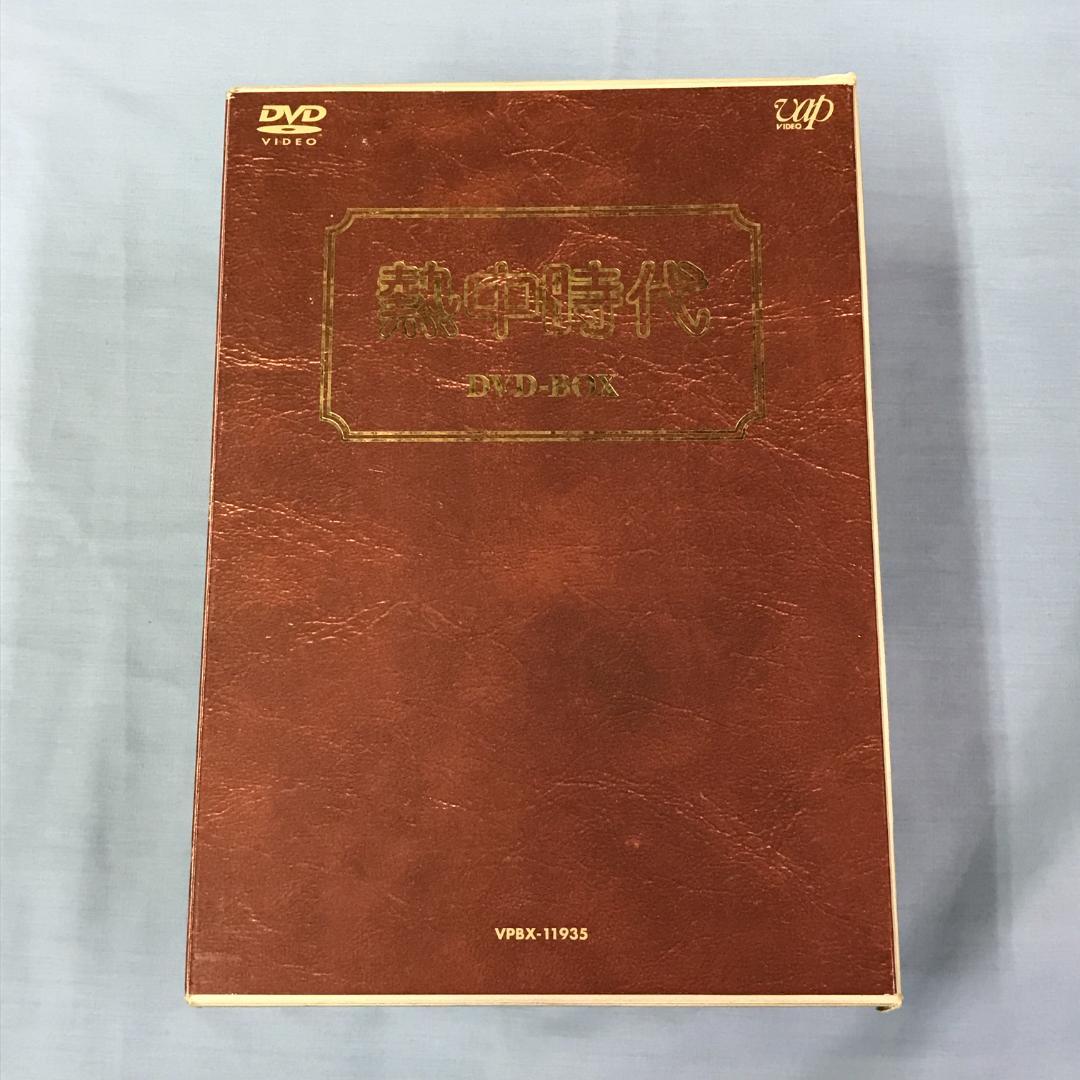 DVD
VIDEO
vap
VIDEO
熱中時代
DVD-BOX
VPBX-11935